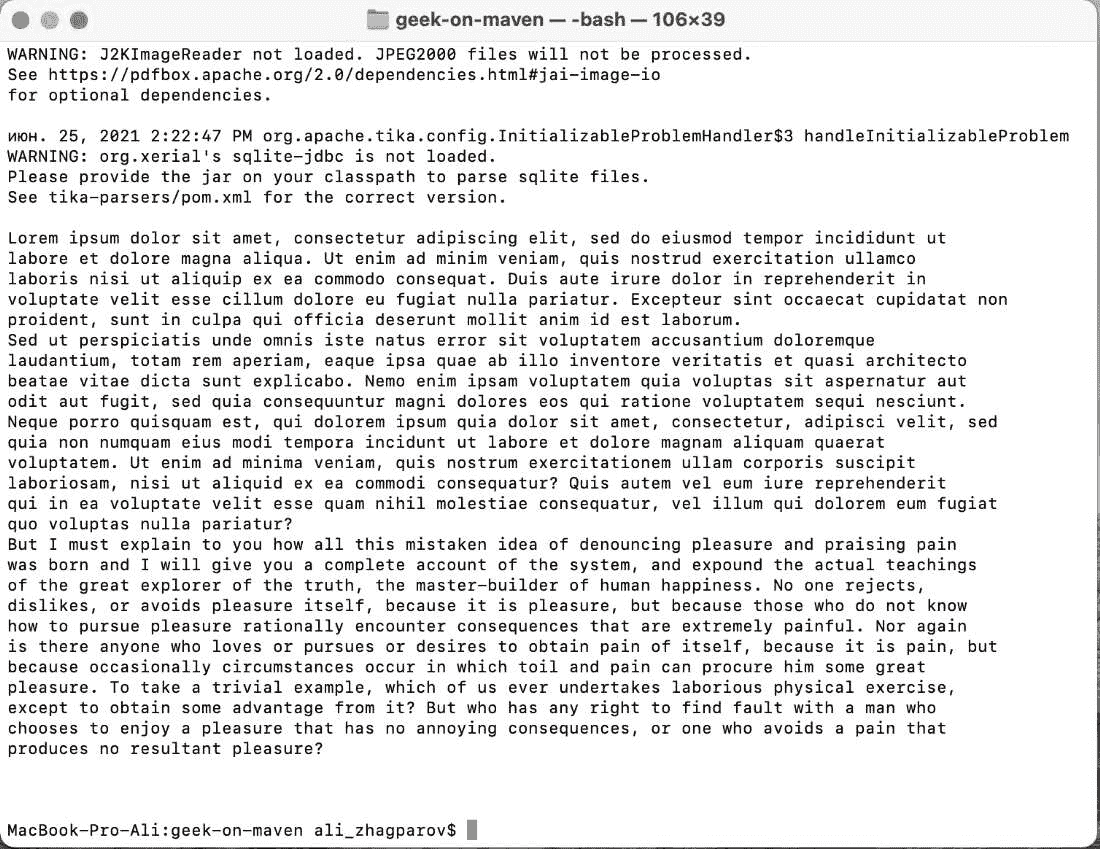 geek-on-maven — -bash — 106×39
WARNING: J2KImageReader not loaded. JPEG2000 files will not be processed.
See https://pdfbox.apache.org/2.0/dependencies.html#jai-image-io
for optional dependencies.
июн. 25, 2021 2:22:47 PM org.apache.tika.config.InitializableProblemHandler$3 handleInitializableProblem
WARNING: org.xerial's sqlite-jdbc is not loaded.
Please provide the jar on your classpath to parse sqlite files.
See tika-parsers/pom.xml for the correct version.
Lorem ipsum dolor sit amet, consectetur adipiscing elit, sed do eiusmod tempor incididunt ut
labore et dolore magna aliqua. Ut enim ad minim veniam, quis nostrud exercitation ullamco
laboris nisi ut aliquip ex ea commodo consequat. Duis aute irure dolor in reprehenderit in
voluptate velit esse cillum dolore eu fugiat nulla pariatur. Excepteur sint occaecat cupidatat non
proident, sunt in culpa qui officia deserunt mollit anim id est laborum.
Sed ut perspiciatis unde omnis iste natus error sit voluptatem accusantium doloremque
laudantium, totam rem aperiam, eaque ipsa quae ab illo inventore veritatis et quasi architecto
beatae vitae dicta sunt explicabo. Nemo enim ipsam voluptatem quia voluptas sit aspernatur aut
odit aut fugit, sed quia consequuntur magni dolores eos qui ratione voluptatem sequi nesciunt.
Neque porro quisquam est, qui dolorem ipsum quia dolor sit amet, consectetur, adipisci velit, sed
quia non numquam eius modi tempora incidunt ut labore et dolore magnam aliquam quaerat
voluptatem. Ut enim ad minima veniam, quis nostrum exercitationem ullam corporis suscipit
laboriosam, nisi ut aliquid ex ea commodi consequatur? Quis autem vel eum iure reprehenderit
qui in ea voluptate velit esse quam nihil molestiae consequatur, vel illum qui dolorem eum fugiat
quo voluptas nulla pariatur?
But I must explain to you how all this mistaken idea of denouncing pleasure and praising pain
was born and I will give you a complete account of the system, and expound the actual teachings
of the great explorer of the truth, the master-builder of human happiness. No one rejects,
dislikes, or avoids pleasure itself, because it is pleasure, but because those who do not know
how to pursue pleasure rationally encounter consequences that are extremely painful. Nor again
is there anyone who loves or pursues or desires to obtain pain of itself, because it is pain, but
because occasionally circumstances occur in which toil and pain can procure him some great
pleasure. To take a trivial example, which of us ever undertakes laborious physical exercise,
except to obtain some advantage from it? But who has any right to find fault with a man who
chooses to enjoy a pleasure that has no annoying consequences, or one who avoids a pain that
produces no resultant pleasure?
MacBook-Pro-Ali:geek-on-maven ali_zhagparov$